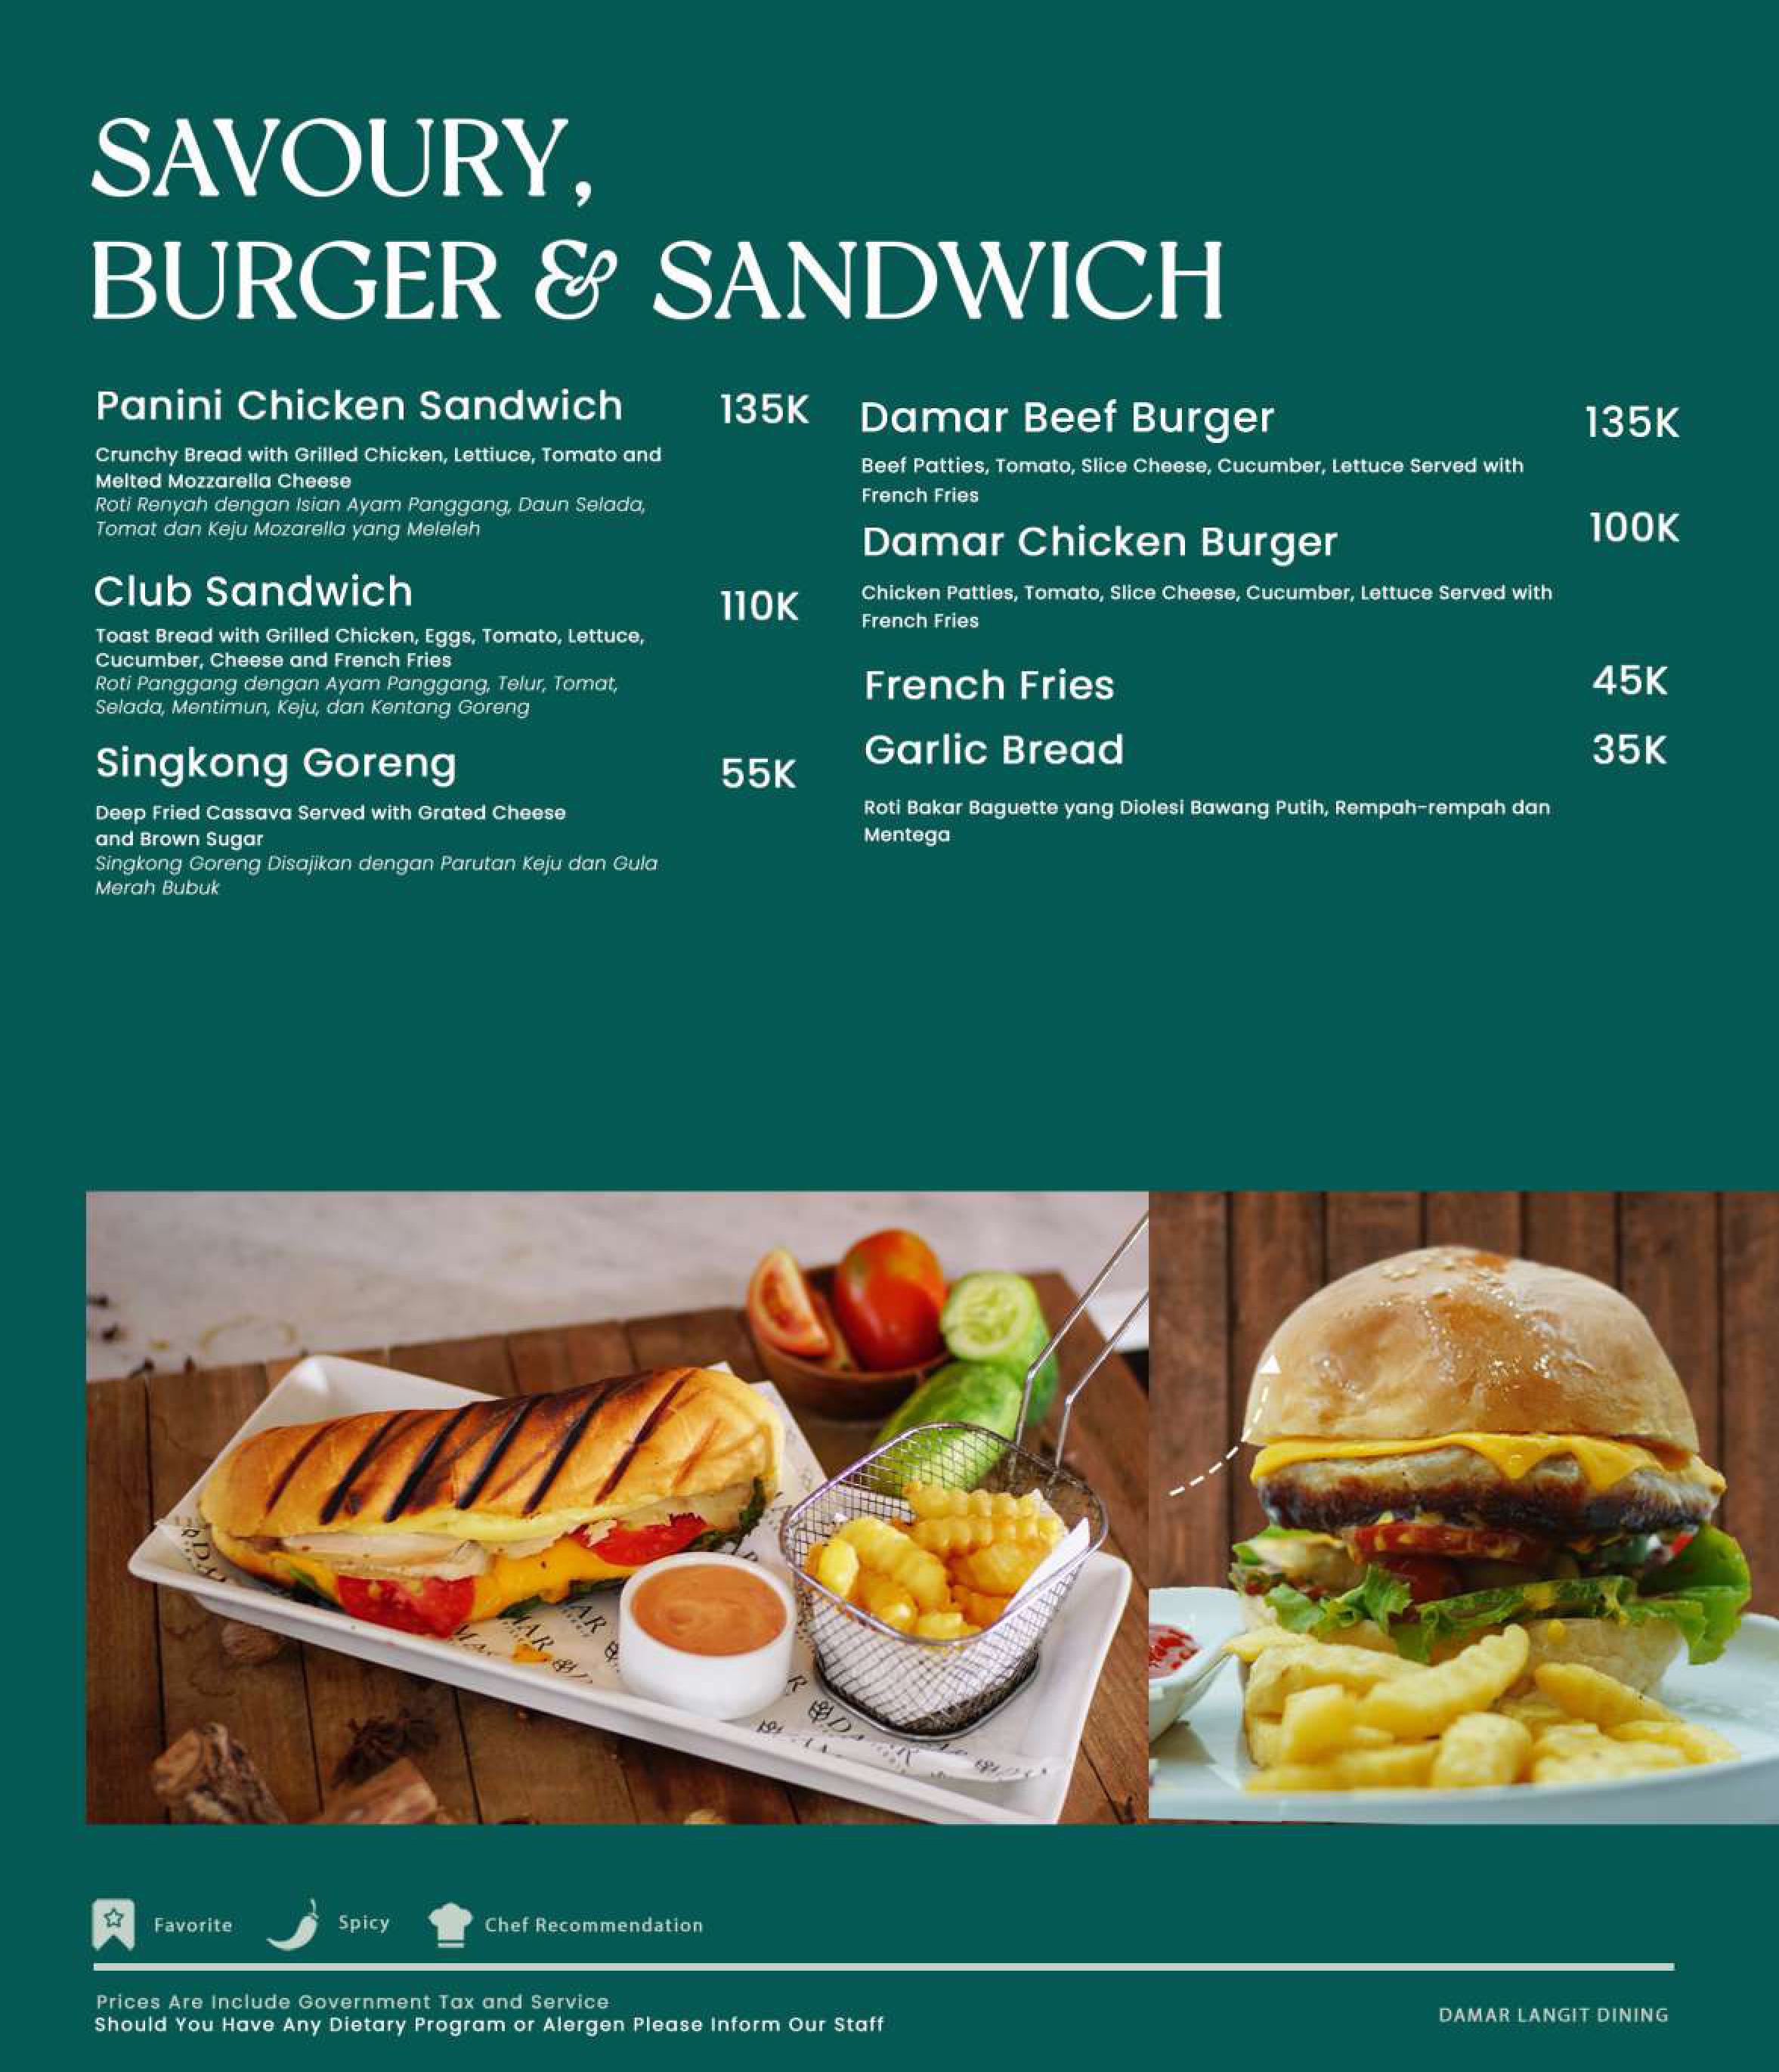 SAVOURY,
BURGER & SANDWICH
Panini Chicken Sandwich 135K
Crunchy Bread with Grilled Chicken, Lettiuce, Tomato and
Melted Mozzarella Cheese
Roti Renyah dengan Isian Ayam Panggang, Daun Selada,
Tomat dan Keju Mozarella yang Meleleh
Club Sandwich 110K
Toast Bread with Grilled Chicken, Eggs, Tomato, Lettuce,
Cucumber, Cheese and French Fries
Roti Panggang dengan Ayam Panggang, Telur, Tomat,
Selada, Mentimun, Keju, dan Kentang Goreng
Singkong Goreng 55K
Deep Fried Cassava Served with Grated Cheese
and Brown Sugar
Singkong Goreng Disajikan dengan Parutan Keju dan Gula
Merah Bubuk
Damar Beef Burger 135K
Beef Patties, Tomato, Slice Cheese, Cucumber, Lettuce Served with
French Fries
Damar Chicken Burger 100K
Chicken Patties, Tomato, Slice Cheese, Cucumber, Lettuce Served with
French Fries
French Fries 45K
Garlic Bread 35K
Roti Bakar Baguette yang Diolesi Bawang Putih, Rempah-rempah dan
Mentega
Favorite Spicy Chef Recommendation
Prices Are Include Government Tax and Service
Should You Have Any Dietary Program or Alergen Please Inform Our Staff
DAMAR LANGIT DINING